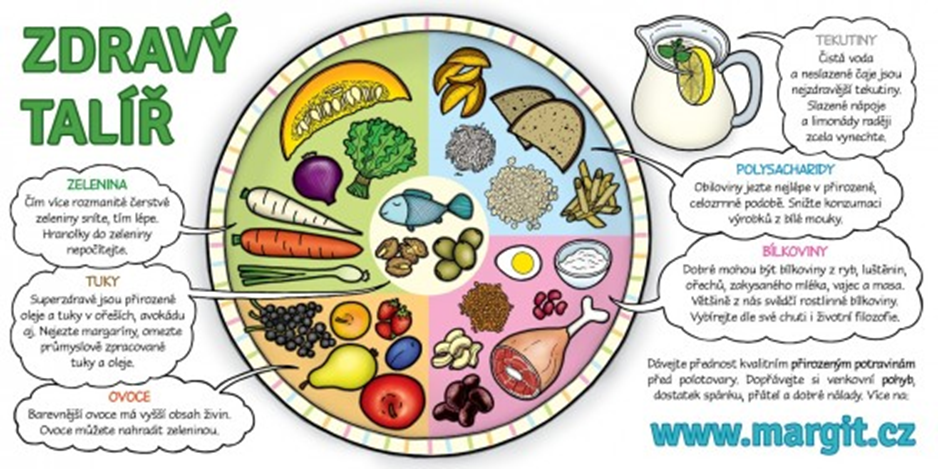 ZDRAVÝ
TALÍŘ
ZELENINA
Čím více rozmanité čerstvé
zeleniny sníte, tím lépe.
Hranolky do zeleniny
nepočítejte.
TUKY
Superzdravé jsou přirozené
oleje a tuky v ořeších, avokádu
aj. Nejezte margaríny, omezte
průmyslově zpracované
tuky a oleje.
OVOCE
Barevnější ovoce má vyšší obsah živin.
Ovoce můžete nahradit zeleninou.
TEKUTINY
Čistá voda
a neslazené čaje jsou
nejzdravější tekutiny.
Slazené nápoje
a limonády raději
zcela vynechte.
POLYSACHARIDY
Obiloviny jezte nejlépe v přirozené,
celozrnné podobě. Snižte konzumaci
výrobků z bílé mouky.
BÍLKOVINY
Dobré mohou být bílkoviny z ryb, luštěnin,
ořechů, zakysaného mléka, vajec a masa.
Většině z nás svědčí rostlinné bílkoviny.
Vybírejte dle své chuti i životní filozofie.
Dávejte přednost kvalitním přirozeným potravinám
před polotovary. Dopřávejte si venkovní pohyb,
dostatek spánku, přátel a dobré nálady. Více na:
www.margit.cz